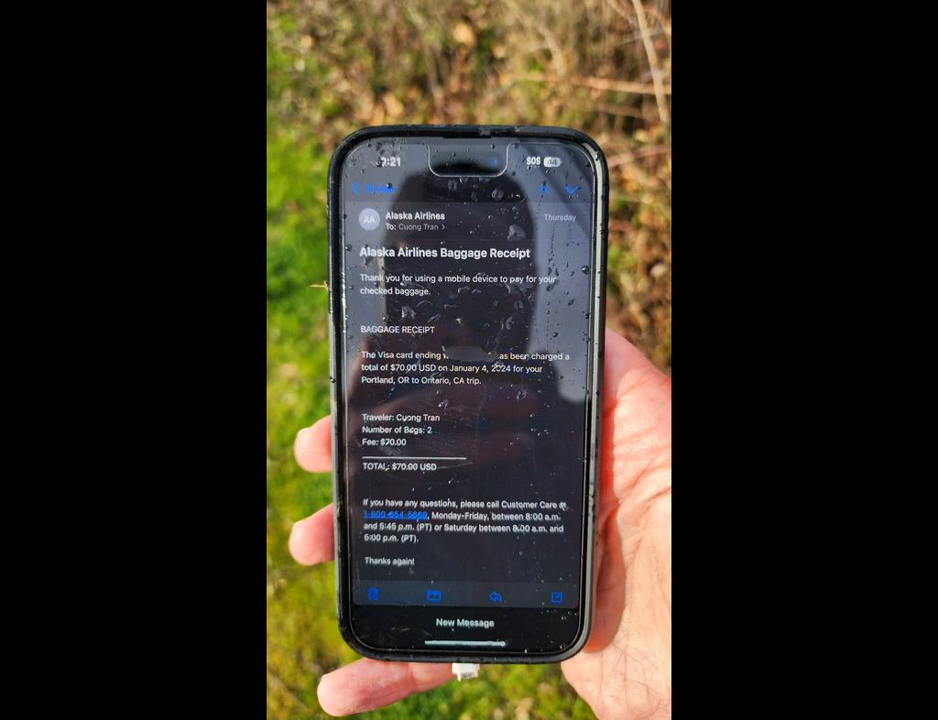 7:21
SOS 44
AA
Alaska Airlines
Thursday
To: Cuong Tran >
Alaska Airlines Baggage Receipt
Thank you for using a mobile device to pay for your
checked baggage.
BAGGAGE RECEIPT
The Visa card ending has been charged a
total of $70.00 USD on January 4, 2024 for your
Portland, OR to Ontario, CA trip.
Traveler: Cuong Tran
Number of Bags: 2
Fee: $70.00
TOTAL: $70.00 USD
If you have any questions, please call Customer Care at
1-800-654-5669, Monday-Friday, between 8:00 a.m.
and 5:45 p.m. (PT) or Saturday between 8:00 a.m. and
5:00 p.m. (PT).
Thanks again!
New Message